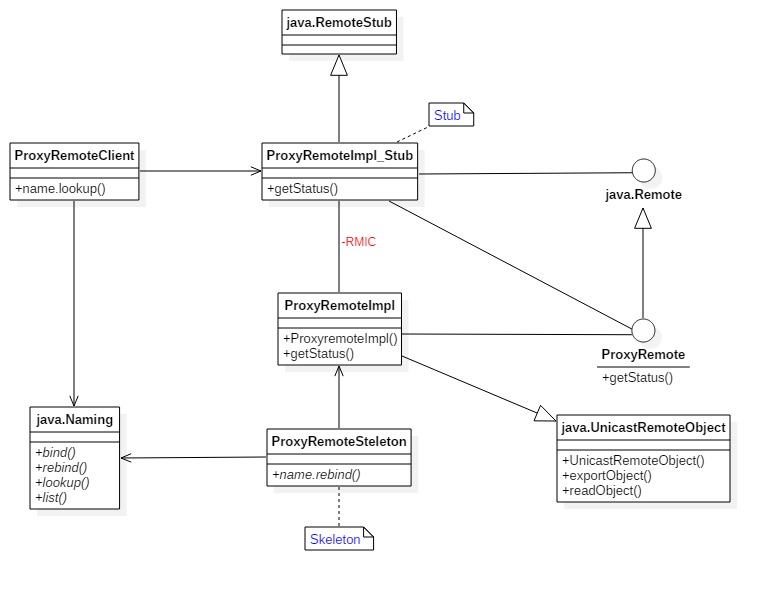 java.RemoteStub
Stub
ProxyRemoteClient
+name.lookup()
ProxyRemoteImpl_Stub
+getStatus()
java.Remote
-RMIC
ProxyRemoteImpl
+ProxyremoteImpl()
+getStatus()
ProxyRemote
+getStatus()
java.Naming
+bind()
+rebind()
+lookup()
+list()
ProxyRemoteSteleton
+name.rebind()
java.UnicastRemoteObject
+UnicastRemoteObject()
+exportObject()
+readObject()
Skeleton